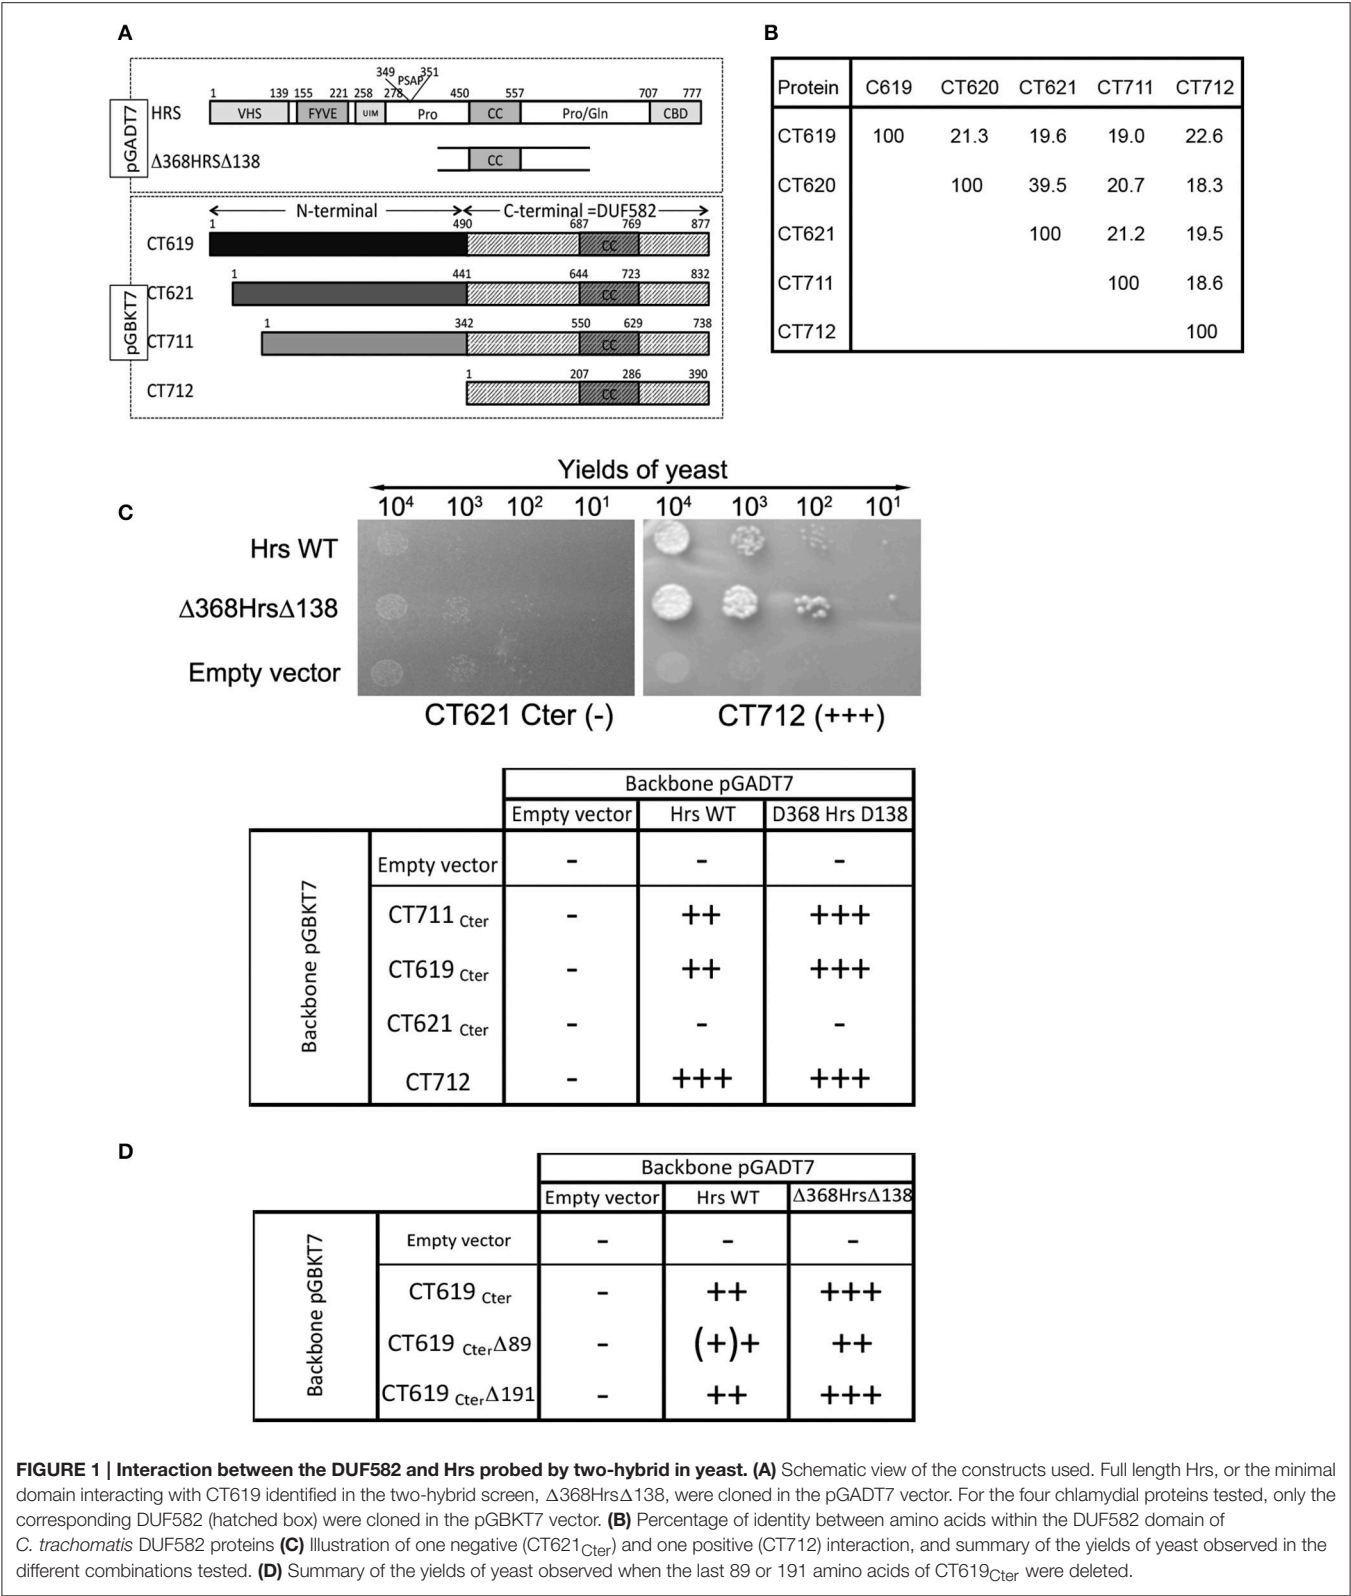 A
pGADT7
349 PSAP 351
1 139 155 221 258 278 450 557 707 777
HRS VHS FYVE UIM Pro CC Pro/Gln CBD
Δ368HRSΔ138 CC
pGBKT7
N-terminal C-terminal =DUF582
1 490 687 769 877
CT619 CC
1 441 644 723 832
CT621 CC
1 342 550 629 738
CT711 CC
1 207 286 390
CT712 CC
B
Protein C619 CT620 CT621 CT711 CT712
CT619 100 21.3 19.6 19.0 22.6
CT620 100 39.5 20.7 18.3
CT621 100 21.2 19.5
CT711 100 18.6
CT712 100
C
Yields of yeast
10⁴ 10³ 10² 10¹ 10⁴ 10³ 10² 10¹
Hrs WT
Δ368HrsΔ138
Empty vector
CT621 Cter (-) CT712 (+++)
Backbone pGADT7
Empty vector Hrs WT D368 Hrs D138
Backbone pGBKT7
Empty vector - - -
CT711 Cter - ++ +++
CT619 Cter - ++ +++
CT621 Cter - - -
CT712 - +++ +++
D
Backbone pGADT7
Empty vector Hrs WT Δ368HrsΔ138
Backbone pGBKT7
Empty vector - - -
CT619 Cter - ++ +++
CT619 CterΔ89 - (+)+ ++
CT619 CterΔ191 - ++ +++
FIGURE 1 | Interaction between the DUF582 and Hrs probed by two-hybrid in yeast. (A) Schematic view of the constructs used. Full length Hrs, or the minimal
domain interacting with CT619 identified in the two-hybrid screen, Δ368HrsΔ138, were cloned in the pGADT7 vector. For the four chlamydial proteins tested, only the
corresponding DUF582 (hatched box) were cloned in the pGBKT7 vector. (B) Percentage of identity between amino acids within the DUF582 domain of
C. trachomatis DUF582 proteins (C) Illustration of one negative (CT621Cter) and one positive (CT712) interaction, and summary of the yields of yeast observed in the
different combinations tested. (D) Summary of the yields of yeast observed when the last 89 or 191 amino acids of CT619Cter were deleted.